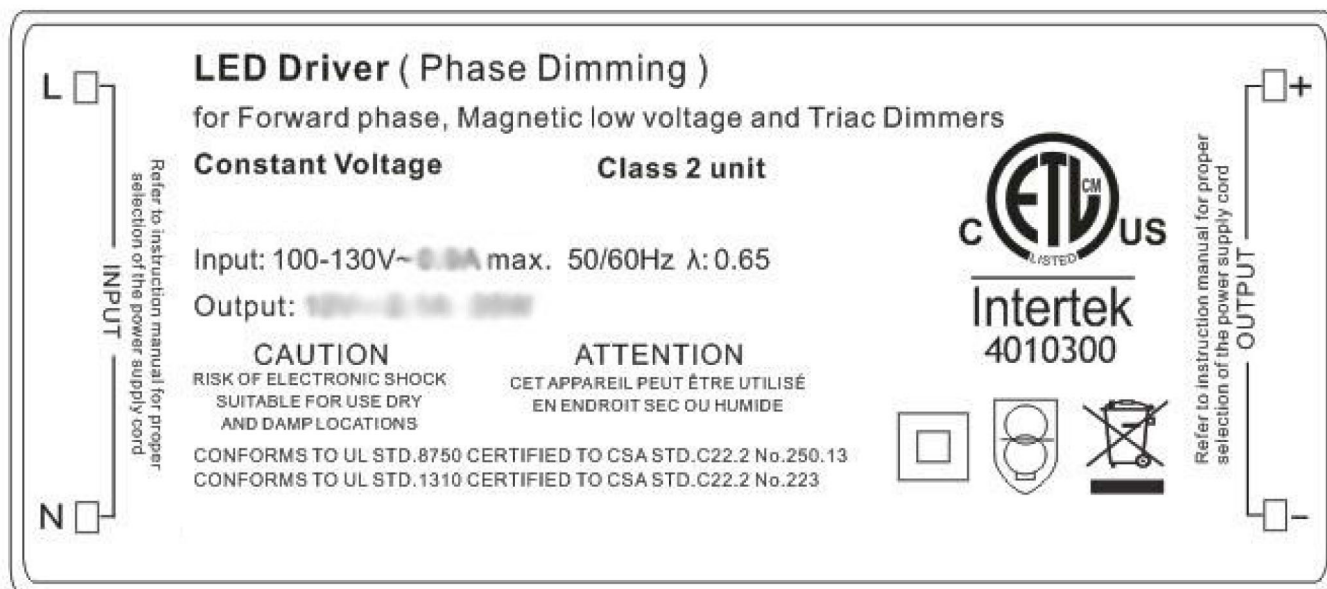 LED Driver ( Phase Dimming )
for Forward phase, Magnetic low voltage and Triac Dimmers
Constant Voltage Class 2 unit
Input: 100-130V~ max. 50/60Hz λ: 0.65
Output:
CAUTION
RISK OF ELECTRONIC SHOCK
SUITABLE FOR USE DRY
AND DAMP LOCATIONS
ATTENTION
CET APPAREIL PEUT ÊTRE UTILISÉ
EN ENDROIT SEC OU HUMIDE
CONFORMS TO UL STD.8750 CERTIFIED TO CSA STD.C22.2 No.250.13
CONFORMS TO UL STD.1310 CERTIFIED TO CSA STD.C22.2 No.223
L
N
INPUT
Refer to instruction manual for proper
selection of the power supply cord
C ETL CM US
LISTED
Intertek
4010300
Refer to instruction manual for proper
selection of the power supply cord
OUTPUT
+
-